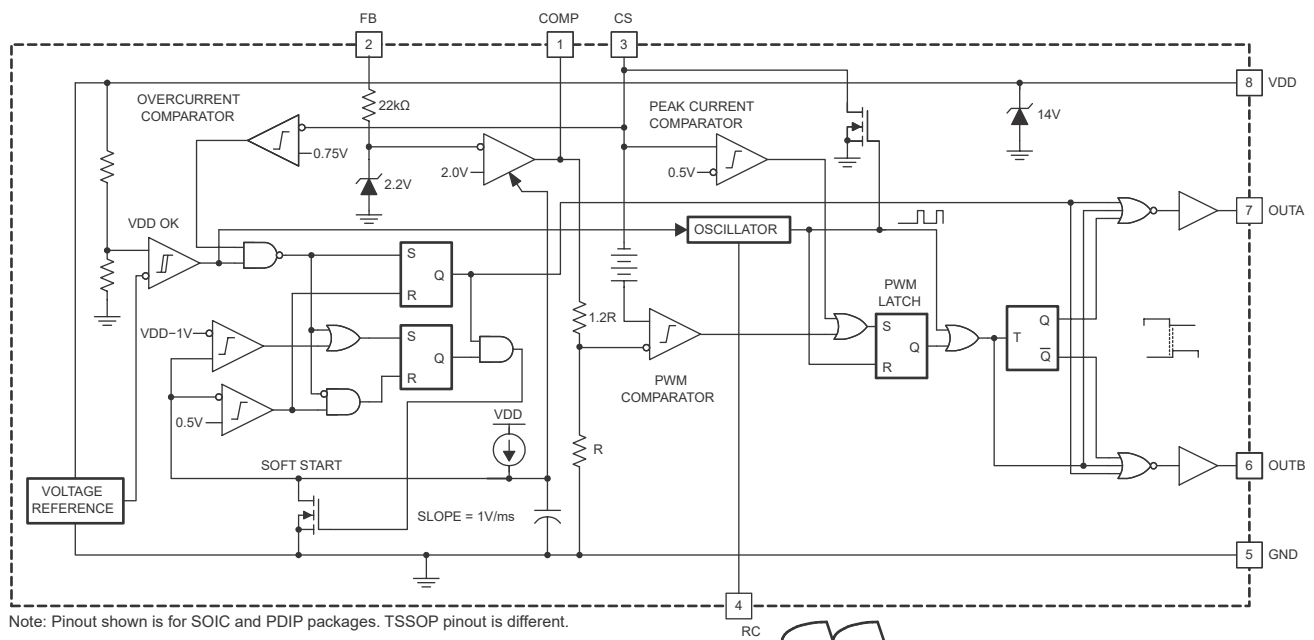 FB
COMP
CS
2
1
3
8
VDD
OVERCURRENT
COMPARATOR
22kΩ
PEAK CURRENT
COMPARATOR
14V
0.75V
2.0V
0.5V
2.2V
VDD OK
7
OUTA
OSCILLATOR
S
Q
R
PWM
LATCH
1.2R
VDD−1V
S
Q
R
S
Q
R
T
Q
Q̅
PWM
COMPARATOR
0.5V
VDD
R
SOFT START
6
OUTB
VOLTAGE
REFERENCE
SLOPE = 1V/ms
5
GND
4
Note: Pinout shown is for SOIC and PDIP packages. TSSOP pinout is different.
RC